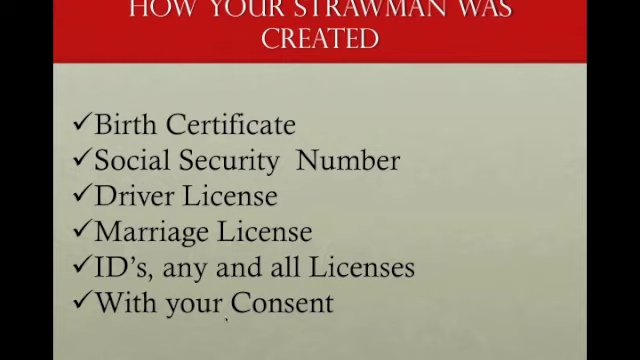 HOW YOUR STRAWMAN WAS
CREATED
✓Birth Certificate
✓Social Security  Number
✓Driver License
✓Marriage License
✓ID's, any and all Licenses
✓With your Consent